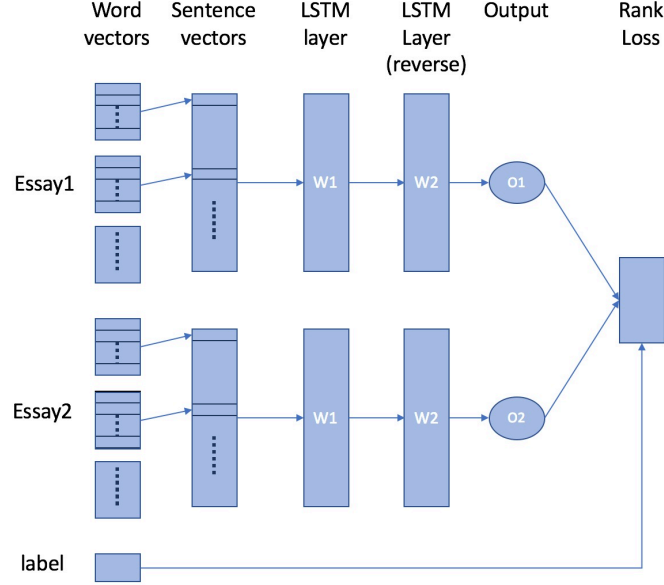 Word vectors
Sentence vectors
LSTM layer
LSTM Layer (reverse)
Output
Rank Loss
Essay1
W1
W2
O1
Essay2
W1
W2
O2
label